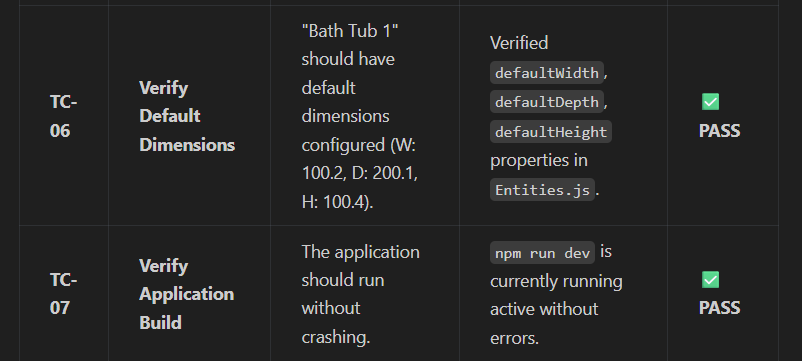 TC-
06
Verify
Default
Dimensions
"Bath Tub 1"
should have
default
dimensions
configured (W:
100.2, D: 200.1,
H: 100.4).
Verified
defaultWidth,
defaultDepth,
defaultHeight
properties in
Entities.js.
✅
PASS
TC-
07
Verify
Application
Build
The application
should run
without
crashing.
npm run dev is
currently running
active without
errors.
✅
PASS